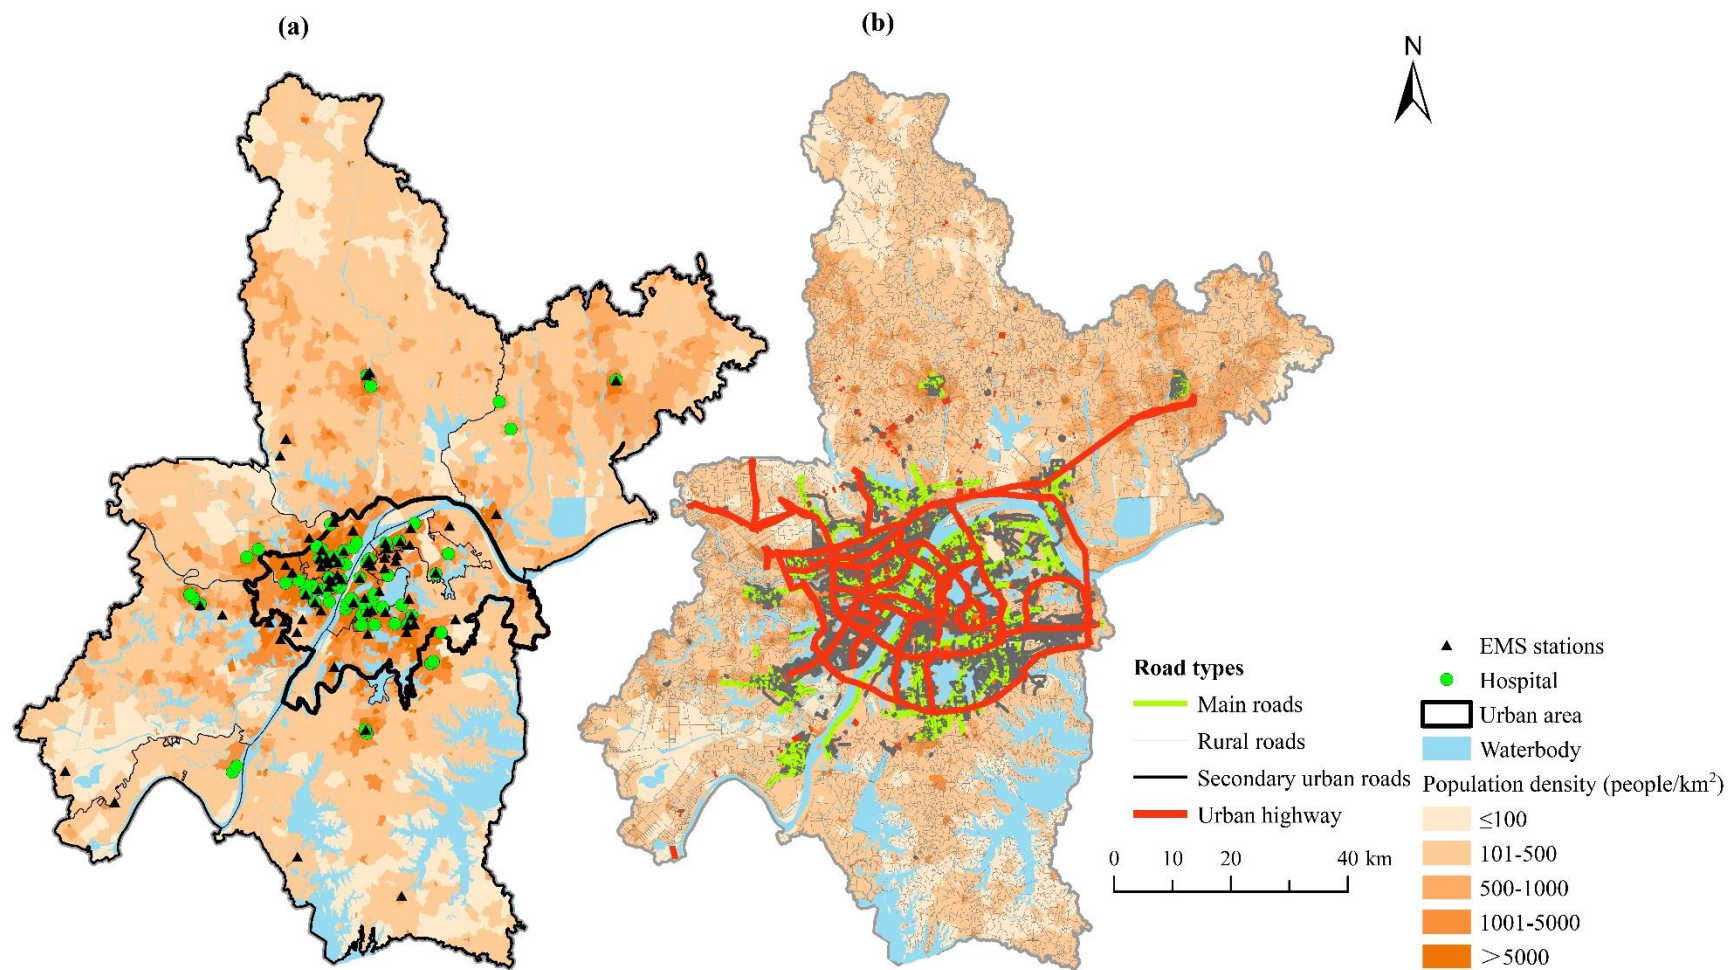 (a)
(b)
N
Road types
Main roads
Rural roads
Secondary urban roads
Urban highway
0 10 20 40 km
EMS stations
Hospital
Urban area
Waterbody
Population density (people/km²)
≤100
101-500
500-1000
1001-5000
>5000